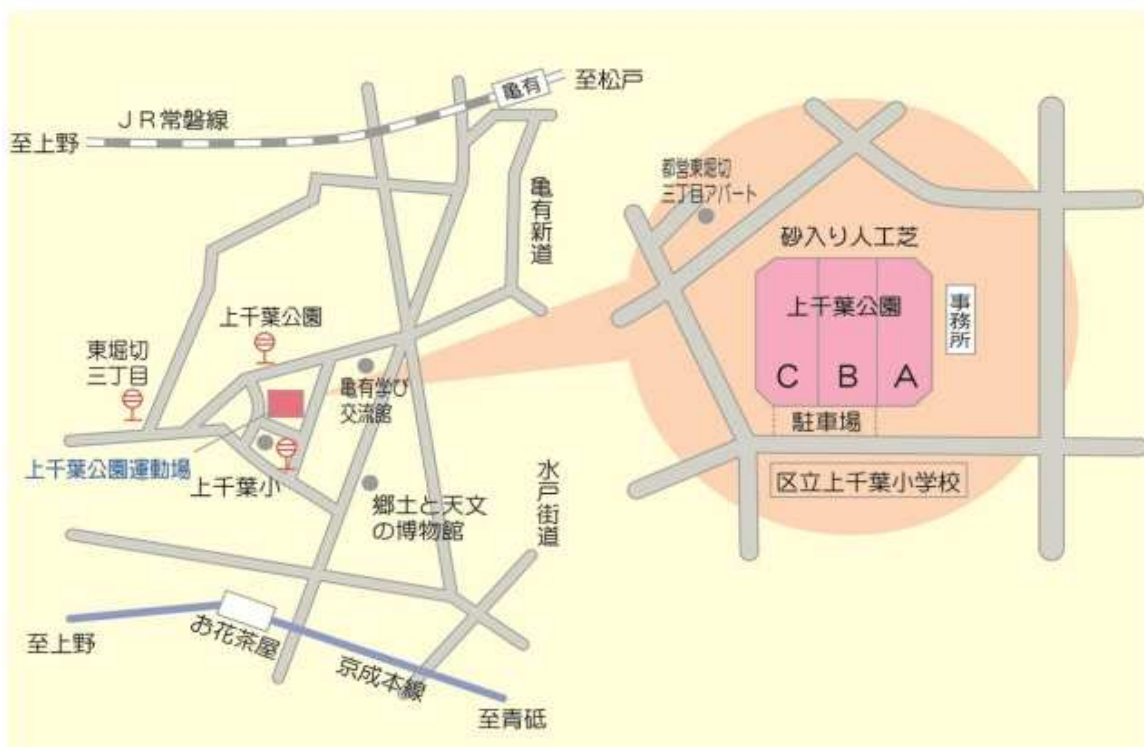 亀有
至松戸
JR常磐線
至上野
亀有新道
上千葉公園
東堀切
三丁目
亀有学び
交流館
上千葉公園運動場
上千葉小
郷土と天文
の博物館
水戸街道
お花茶屋
至上野
京成本線
至青砥
都営東堀切
三丁目アパート
砂入り人工芝
上千葉公園
事務所
C B A
駐車場
区立上千葉小学校